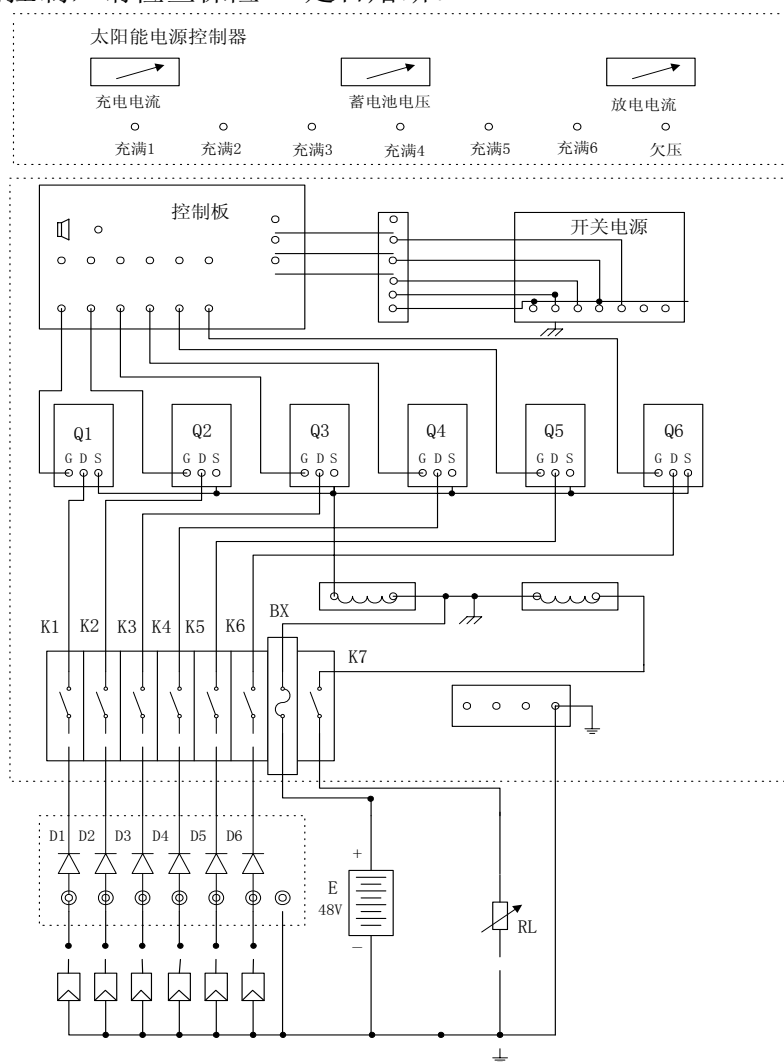 太阳能电源控制器
充电电流 蓄电池电压 放电电流
充满1 充满2 充满3 充满4 充满5 充满6 欠压
控制板 开关电源
Q1 Q2 Q3 Q4 Q5 Q6
G D S G D S G D S G D S G D S G D S
K1 K2 K3 K4 K5 K6 BX K7
D1 D2 D3 D4 D5 D6
+
E
48V
RL
−